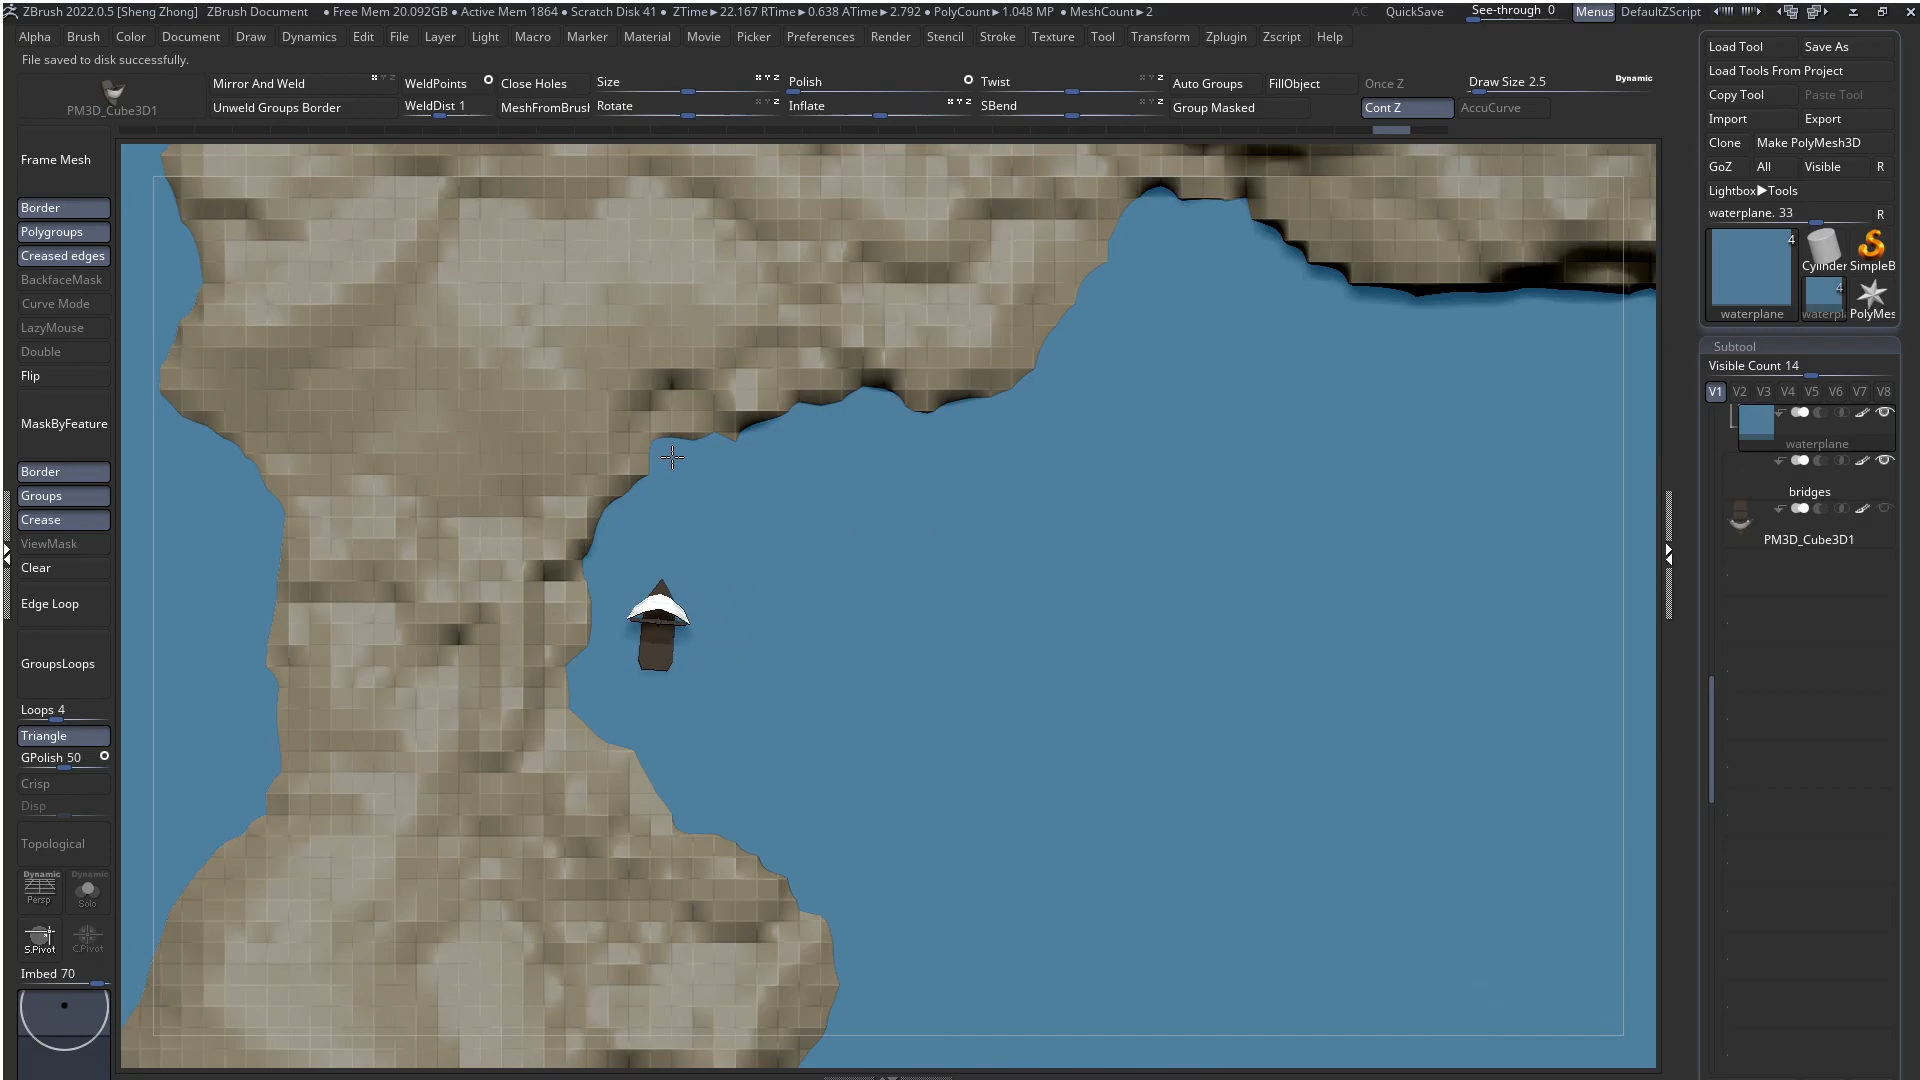 ZBrush 2022.0.5 [Sheng Zhong] ZBrush Document ● Free Mem 20.092GB ● Active Mem 1864 ● Scratch Disk 41 ● ZTime▶22.167 RTime▶0.638 ATime▶2.792 ● PolyCount▶1.048 MP ● MeshCount▶2 AC QuickSave See-through 0 Menus DefaultZScript
Alpha Brush Color Document Draw Dynamics Edit File Layer Light Macro Marker Material Movie Picker Preferences Render Stencil Stroke Texture Tool Transform Zplugin Zscript Help
File saved to disk successfully.
PM3D_Cube3D1
Mirror And Weld WeldPoints Close Holes Size Polish Twist Auto Groups FillObject Once Z Draw Size 2.5 Dynamic
Unweld Groups Border WeldDist 1 MeshFromBrush Rotate Inflate SBend Group Masked Cont Z AccuCurve
Frame Mesh
Border
Polygroups
Creased edges
BackfaceMask
Curve Mode
LazyMouse
Double
Flip
MaskByFeature
Border
Groups
Crease
ViewMask
Clear
Edge Loop
GroupsLoops
Loops 4
Triangle
GPolish 50
Crisp
Disp
Topological
Dynamic Dynamic
Persp Solo
S.Pivot C.Pivot
Imbed 70
Load Tool Save As
Load Tools From Project
Copy Tool Paste Tool
Import Export
Clone Make PolyMesh3D
GoZ All Visible R
Lightbox▶Tools
waterplane. 33 R
4
Cylinder SimpleB
4
waterplane waterpl PolyMes
Subtool
Visible Count 14
V1 V2 V3 V4 V5 V6 V7 V8
waterplane
bridges
PM3D_Cube3D1